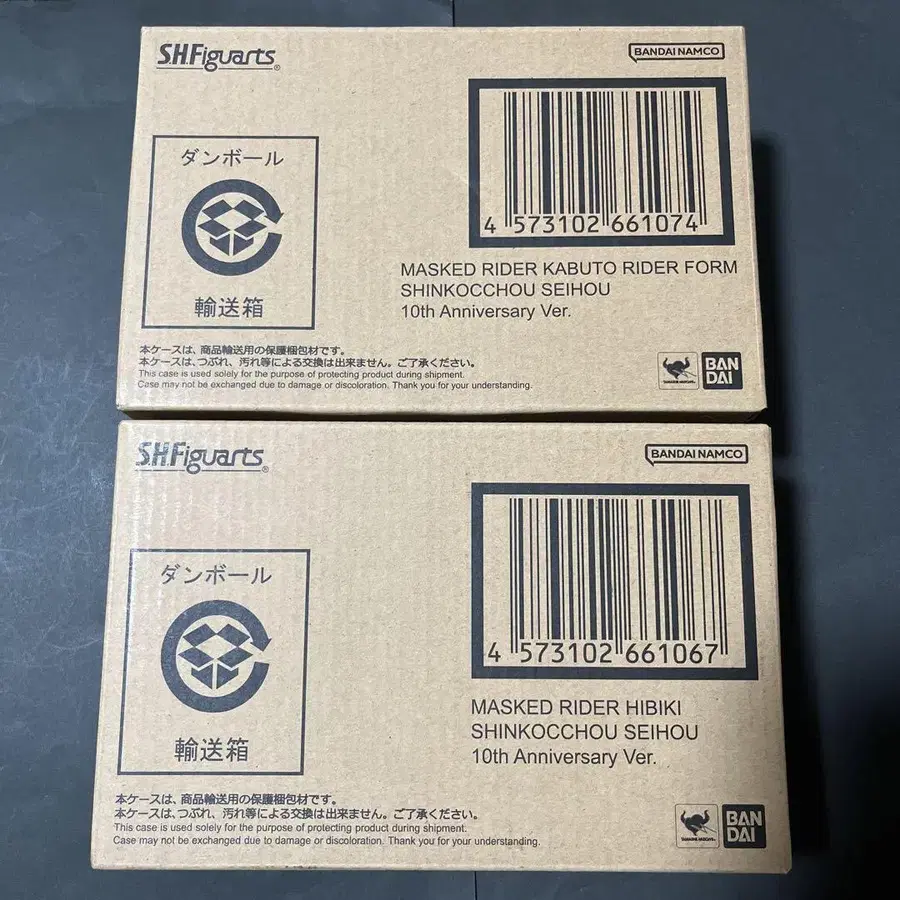 S.H.Figuarts®
BANDAI NAMCO
ダンボール
輸送箱
4 573102 661074
MASKED RIDER KABUTO RIDER FORM
SHINKOCCHOU SEIHOU
10th Anniversary Ver.
本ケースは、商品輸送用の保護梱包材です。
本ケースは、つぶれ、汚れ等による交換は出来ません。ご了承ください。
This case is used solely for the purpose of protecting product during shipment.
Case may not be exchanged due to damage or discoloration. Thank you for your understanding.
BAN
DAI
S.H.Figuarts®
BANDAI NAMCO
ダンボール
輸送箱
4 573102 661067
MASKED RIDER HIBIKI
SHINKOCCHOU SEIHOU
10th Anniversary Ver.
本ケースは、商品輸送用の保護梱包材です。
本ケースは、つぶれ、汚れ等による交換は出来ません。ご了承ください。
This case is used solely for the purpose of protecting product during shipment.
Case may not be exchanged due to damage or discoloration. Thank you for your understanding.
BAN
DAI